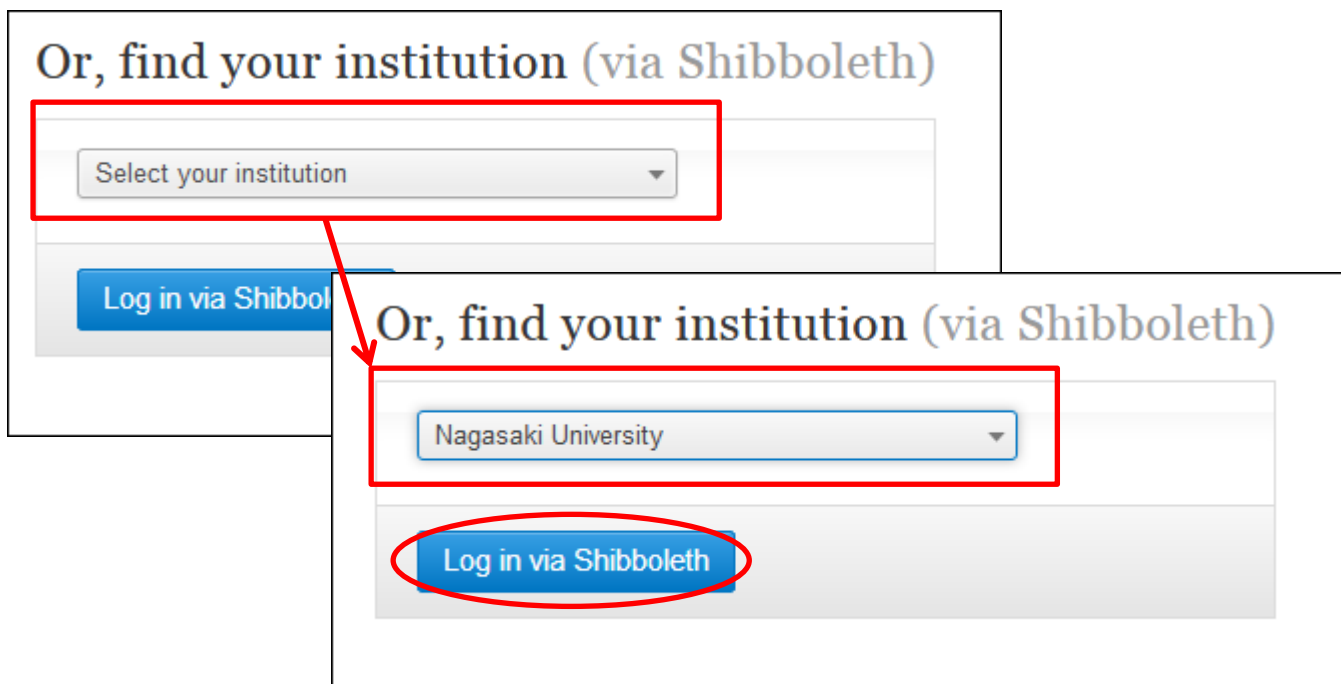 Or, find your institution (via Shibboleth)
Select your institution
Log in via Shibbol
Or, find your institution (via Shibboleth)
Nagasaki University
Log in via Shibboleth